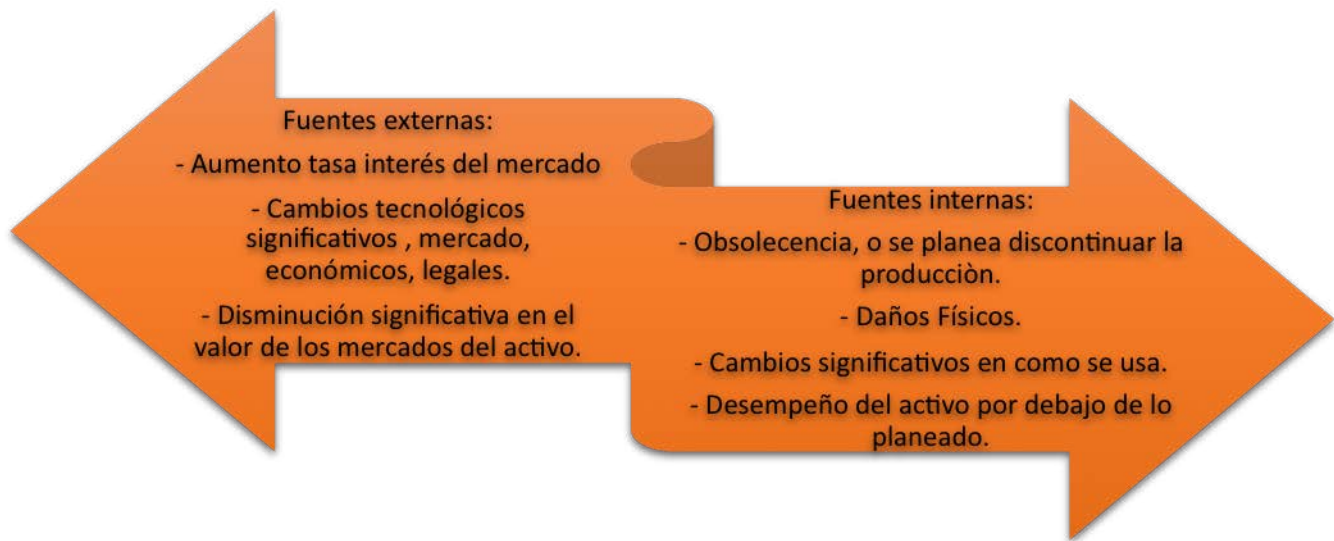 Fuentes externas:
- Aumento tasa interés del mercado
- Cambios tecnológicos
significativos , mercado,
económicos, legales.
- Disminución significativa en el
valor de los mercados del activo.
Fuentes internas:
- Obsolecencia, o se planea discontinuar la
producciòn.
- Daños Físicos.
- Cambios significativos en como se usa.
- Desempeño del activo por debajo de lo
planeado.